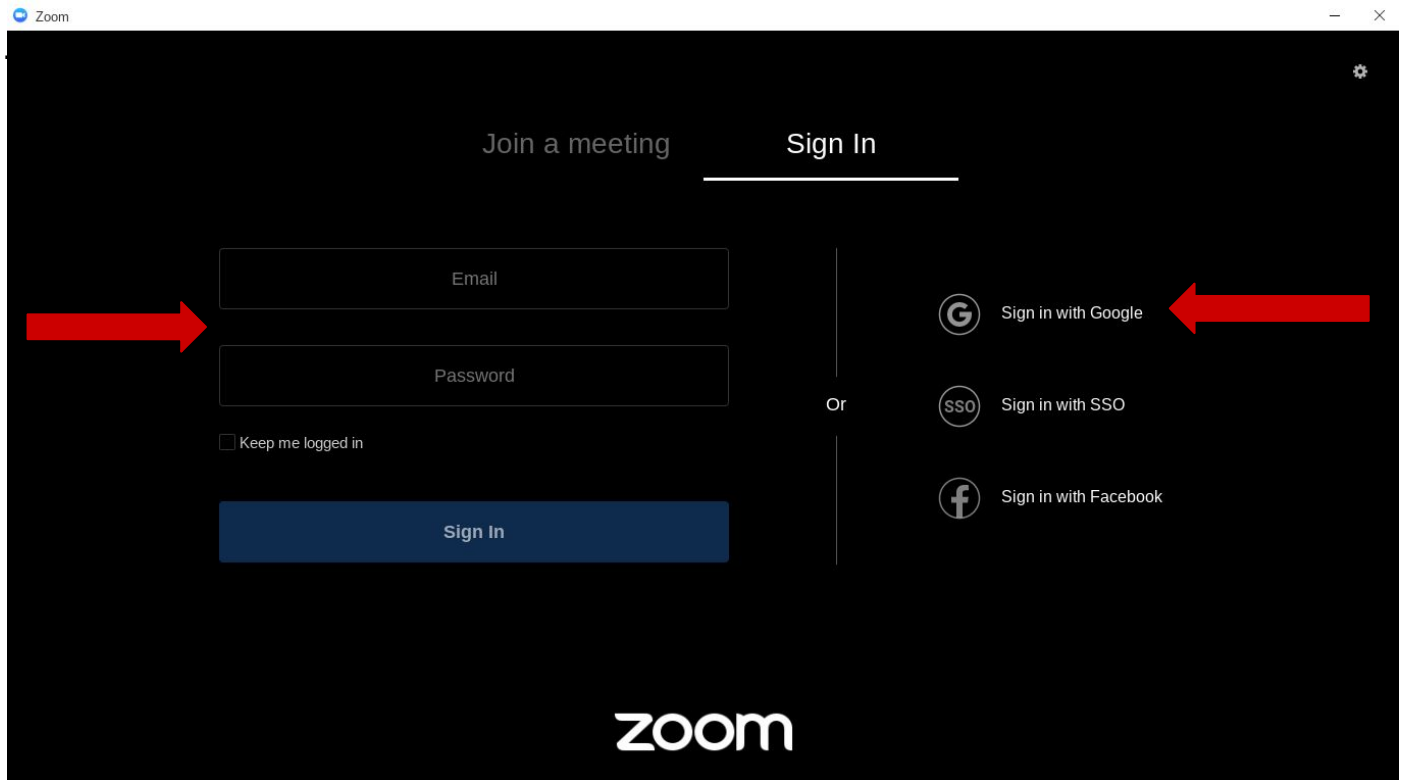 Zoom
Join a meeting
Sign In
Email
Password
Keep me logged in
Sign In
Or
G Sign in with Google
SSO Sign in with SSO
f Sign in with Facebook
zoom